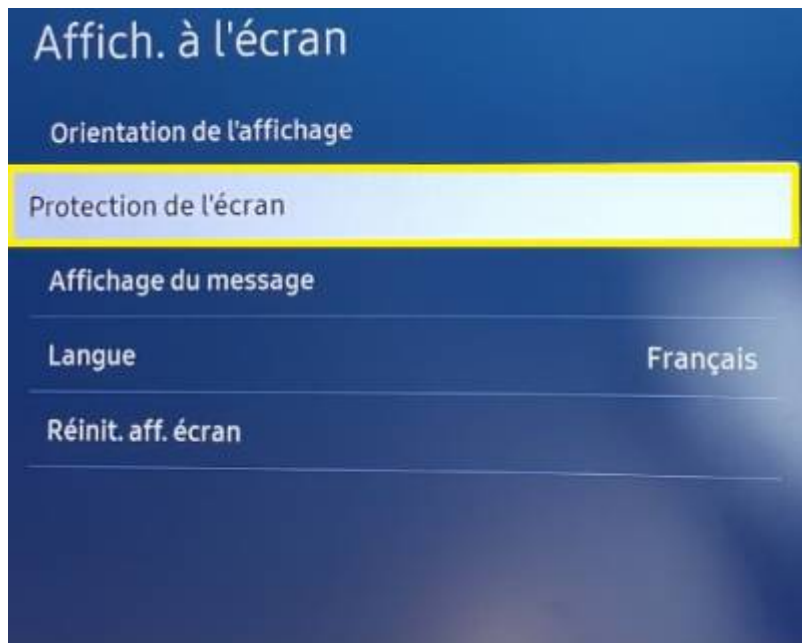 Affich. à l'écran
Orientation de l'affichage
Protection de l'écran
Affichage du message
Langue Français
Réinit. aff. écran